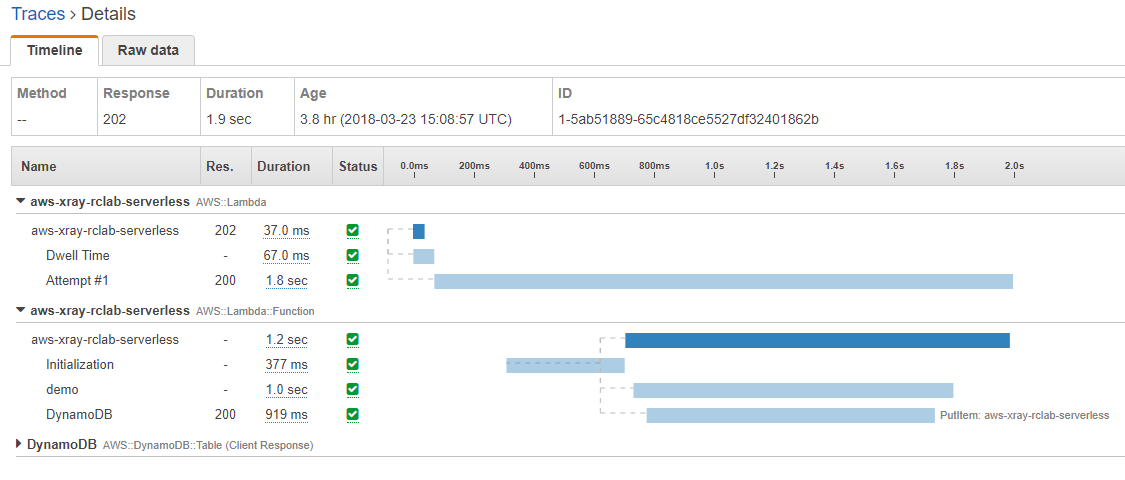 Traces › Details
Timeline Raw data
Method Response Duration Age ID
-- 202 1.9 sec 3.8 hr (2018-03-23 15:08:57 UTC) 1-5ab51889-65c4818ce5527df32401862b
Name Res. Duration Status 0.0ms 200ms 400ms 600ms 800ms 1.0s 1.2s 1.4s 1.6s 1.8s 2.0s
aws-xray-rclab-serverless AWS::Lambda
aws-xray-rclab-serverless 202 37.0 ms
Dwell Time - 67.0 ms
Attempt #1 200 1.8 sec
aws-xray-rclab-serverless AWS::Lambda::Function
aws-xray-rclab-serverless - 1.2 sec
Initialization - 377 ms
demo - 1.0 sec
DynamoDB 200 919 ms PutItem: aws-xray-rclab-serverless
DynamoDB AWS::DynamoDB::Table (Client Response)